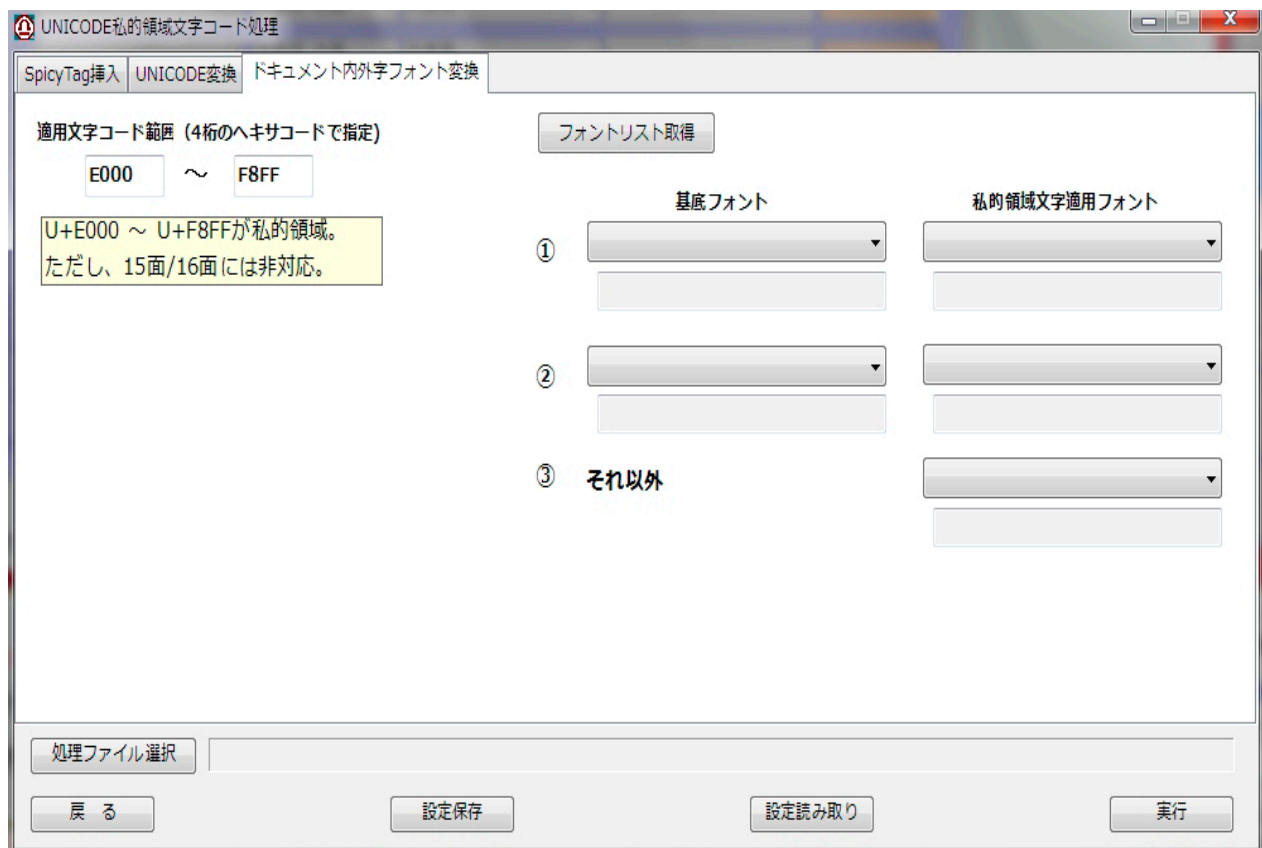 UNICODE私的領域文字コード処理
SpicyTag挿入
UNICODE変換
ドキュメント内外字フォント変換
適用文字コード範囲（4桁のヘキサコードで指定)
E000 ～ F8FF
U+E000 ～ U+F8FFが私的領域。
ただし、15面/16面には非対応。
フォントリスト取得
基底フォント
私的領域文字適用フォント
①
②
③ それ以外
処理ファイル選択
戻 る
設定保存
設定読み取り
実行